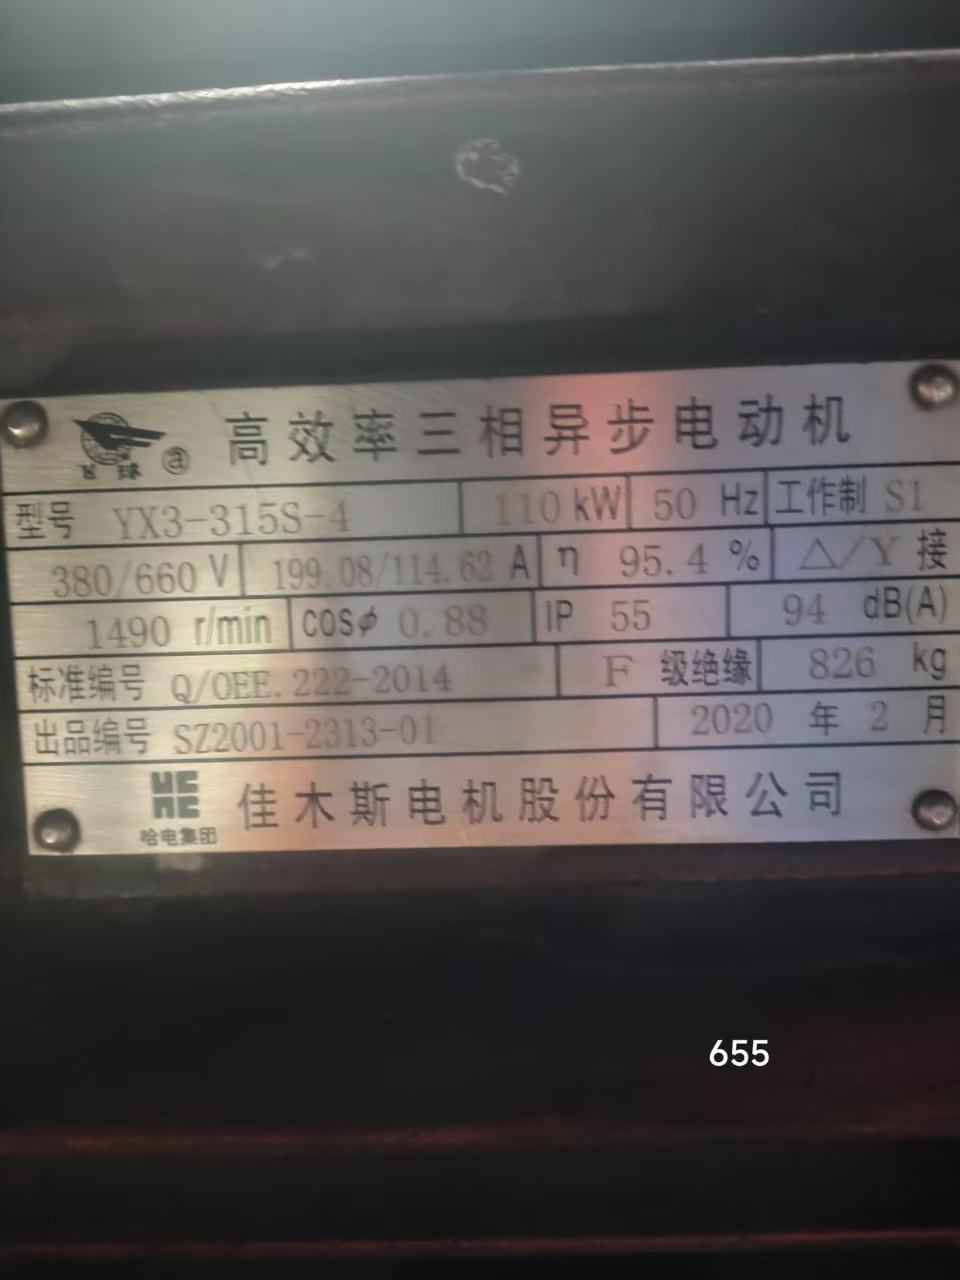 飞球 @ 高效率三相异步电动机
型号 YX3-315S-4 110 kW 50 Hz 工作制 S1
380/660 V 199.08/114.62 A η 95.4 % △/Y 接
1490 r/min cosφ 0.88 IP 55 94 dB(A)
标准编号 Q/OEE.222-2014 F 级绝缘 826 kg
出品编号 SZ2001-2313-01 2020 年 2 月
哈电集团 佳木斯电机股份有限公司
655